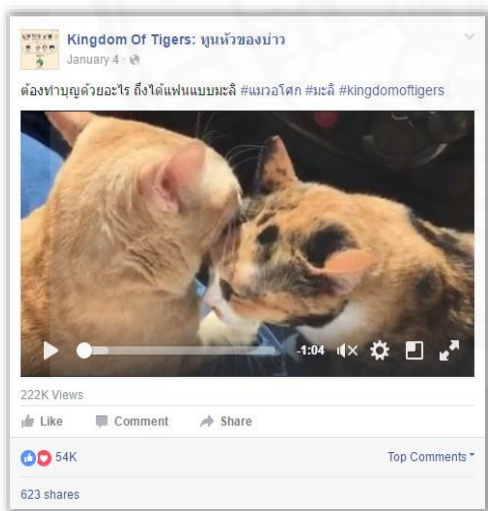 Kingdom Of Tigers: ทูนหัวของบ่าว
January 4 ·
ต้องทำบุญด้วยอะไร ถึงได้แฟนแบบมะลิ #แมวอโศก #มะลิ #kingdomoftigers
-1:04
222K Views
Like Comment Share
54K Top Comments
623 shares